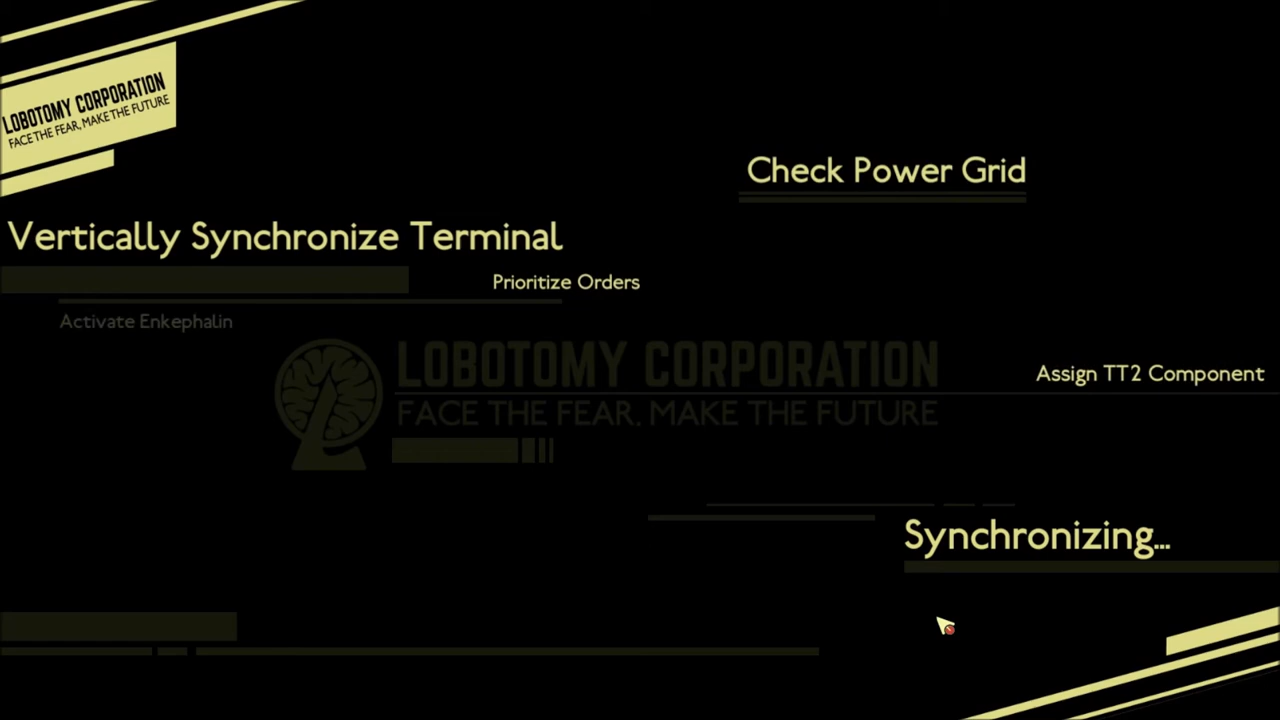 LOBOTOMY CORPORATION
FACE THE FEAR, MAKE THE FUTURE
Check Power Grid
Vertically Synchronize Terminal
Prioritize Orders
Activate Enkephalin
LOBOTOMY CORPORATION
FACE THE FEAR. MAKE THE FUTURE
Assign TT2 Component
Synchronizing...